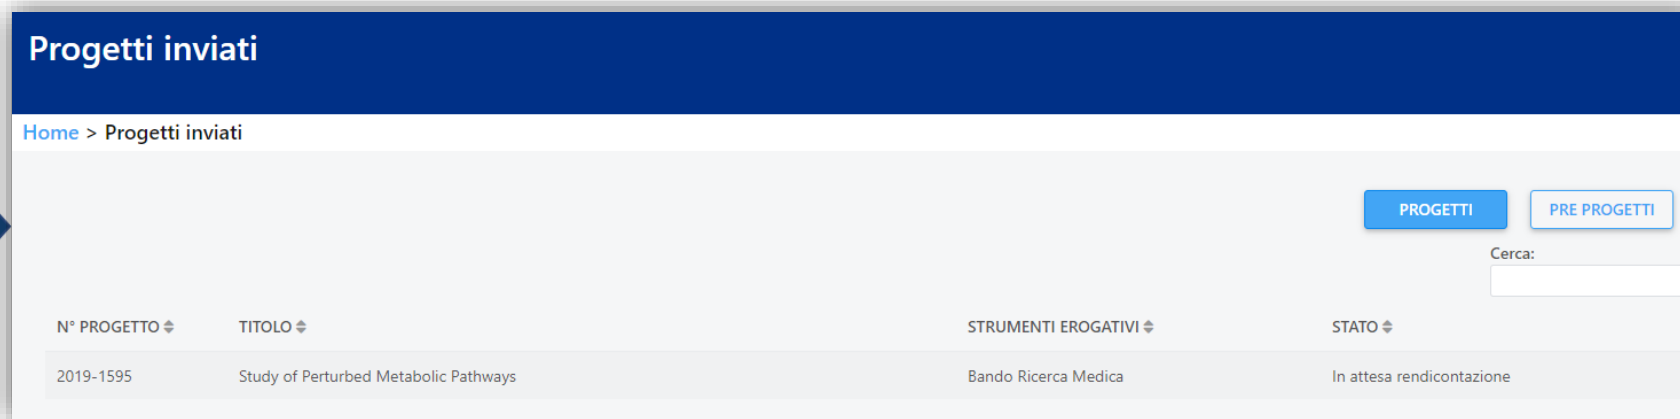 Progetti inviati
Home > Progetti inviati
PROGETTI PRE PROGETTI
Cerca:
N° PROGETTO TITOLO STRUMENTI EROGATIVI STATO
2019-1595 Study of Perturbed Metabolic Pathways Bando Ricerca Medica In attesa rendicontazione